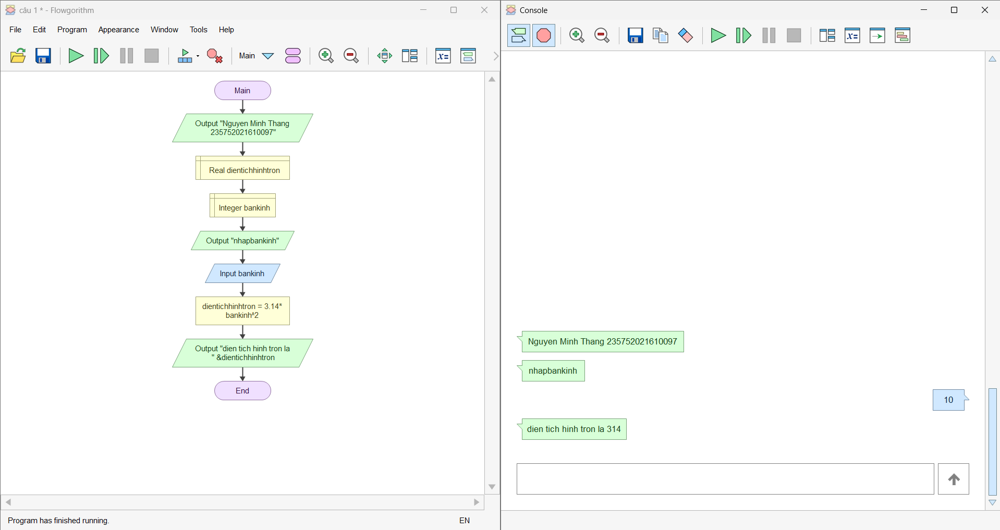 câu 1 * - Flowgorithm
File Edit Program Appearance Window Tools Help
Main
x=
Main
Output "Nguyen Minh Thang
235752021610097"
Real dientichhinhtron
Integer bankinh
Output "nhapbankinh"
Input bankinh
dientichhinhtron = 3.14*
bankinh^2
Output "dien tich hinh tron la
" &dientichhinhtron
End
Program has finished running.
EN
Console
x=
Nguyen Minh Thang 235752021610097
nhapbankinh
10
dien tich hinh tron la 314